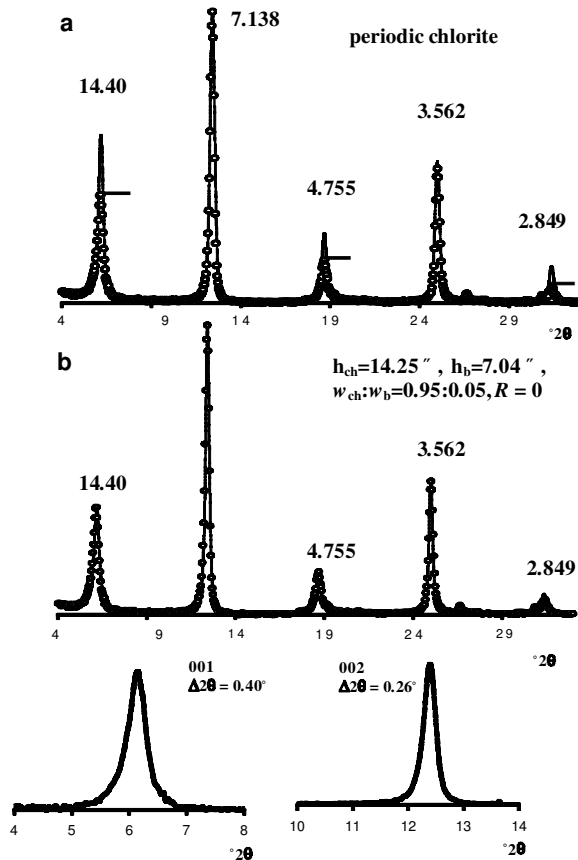 a
7.138
periodic chlorite
14.40
3.562
4.755
2.849
4 9 14 19 24 29
°2θ
b
h_ch=14.25 ″ , h_b=7.04 ″ ,
w_ch:w_b=0.95:0.05, R = 0
3.562
14.40
4.755
2.849
4 9 14 19 24 29
°2θ
001
Δ2θ = 0.40°
002
Δ2θ = 0.26°
4 5 6 7 8
°2θ
10 11 12 13 14
°2θ